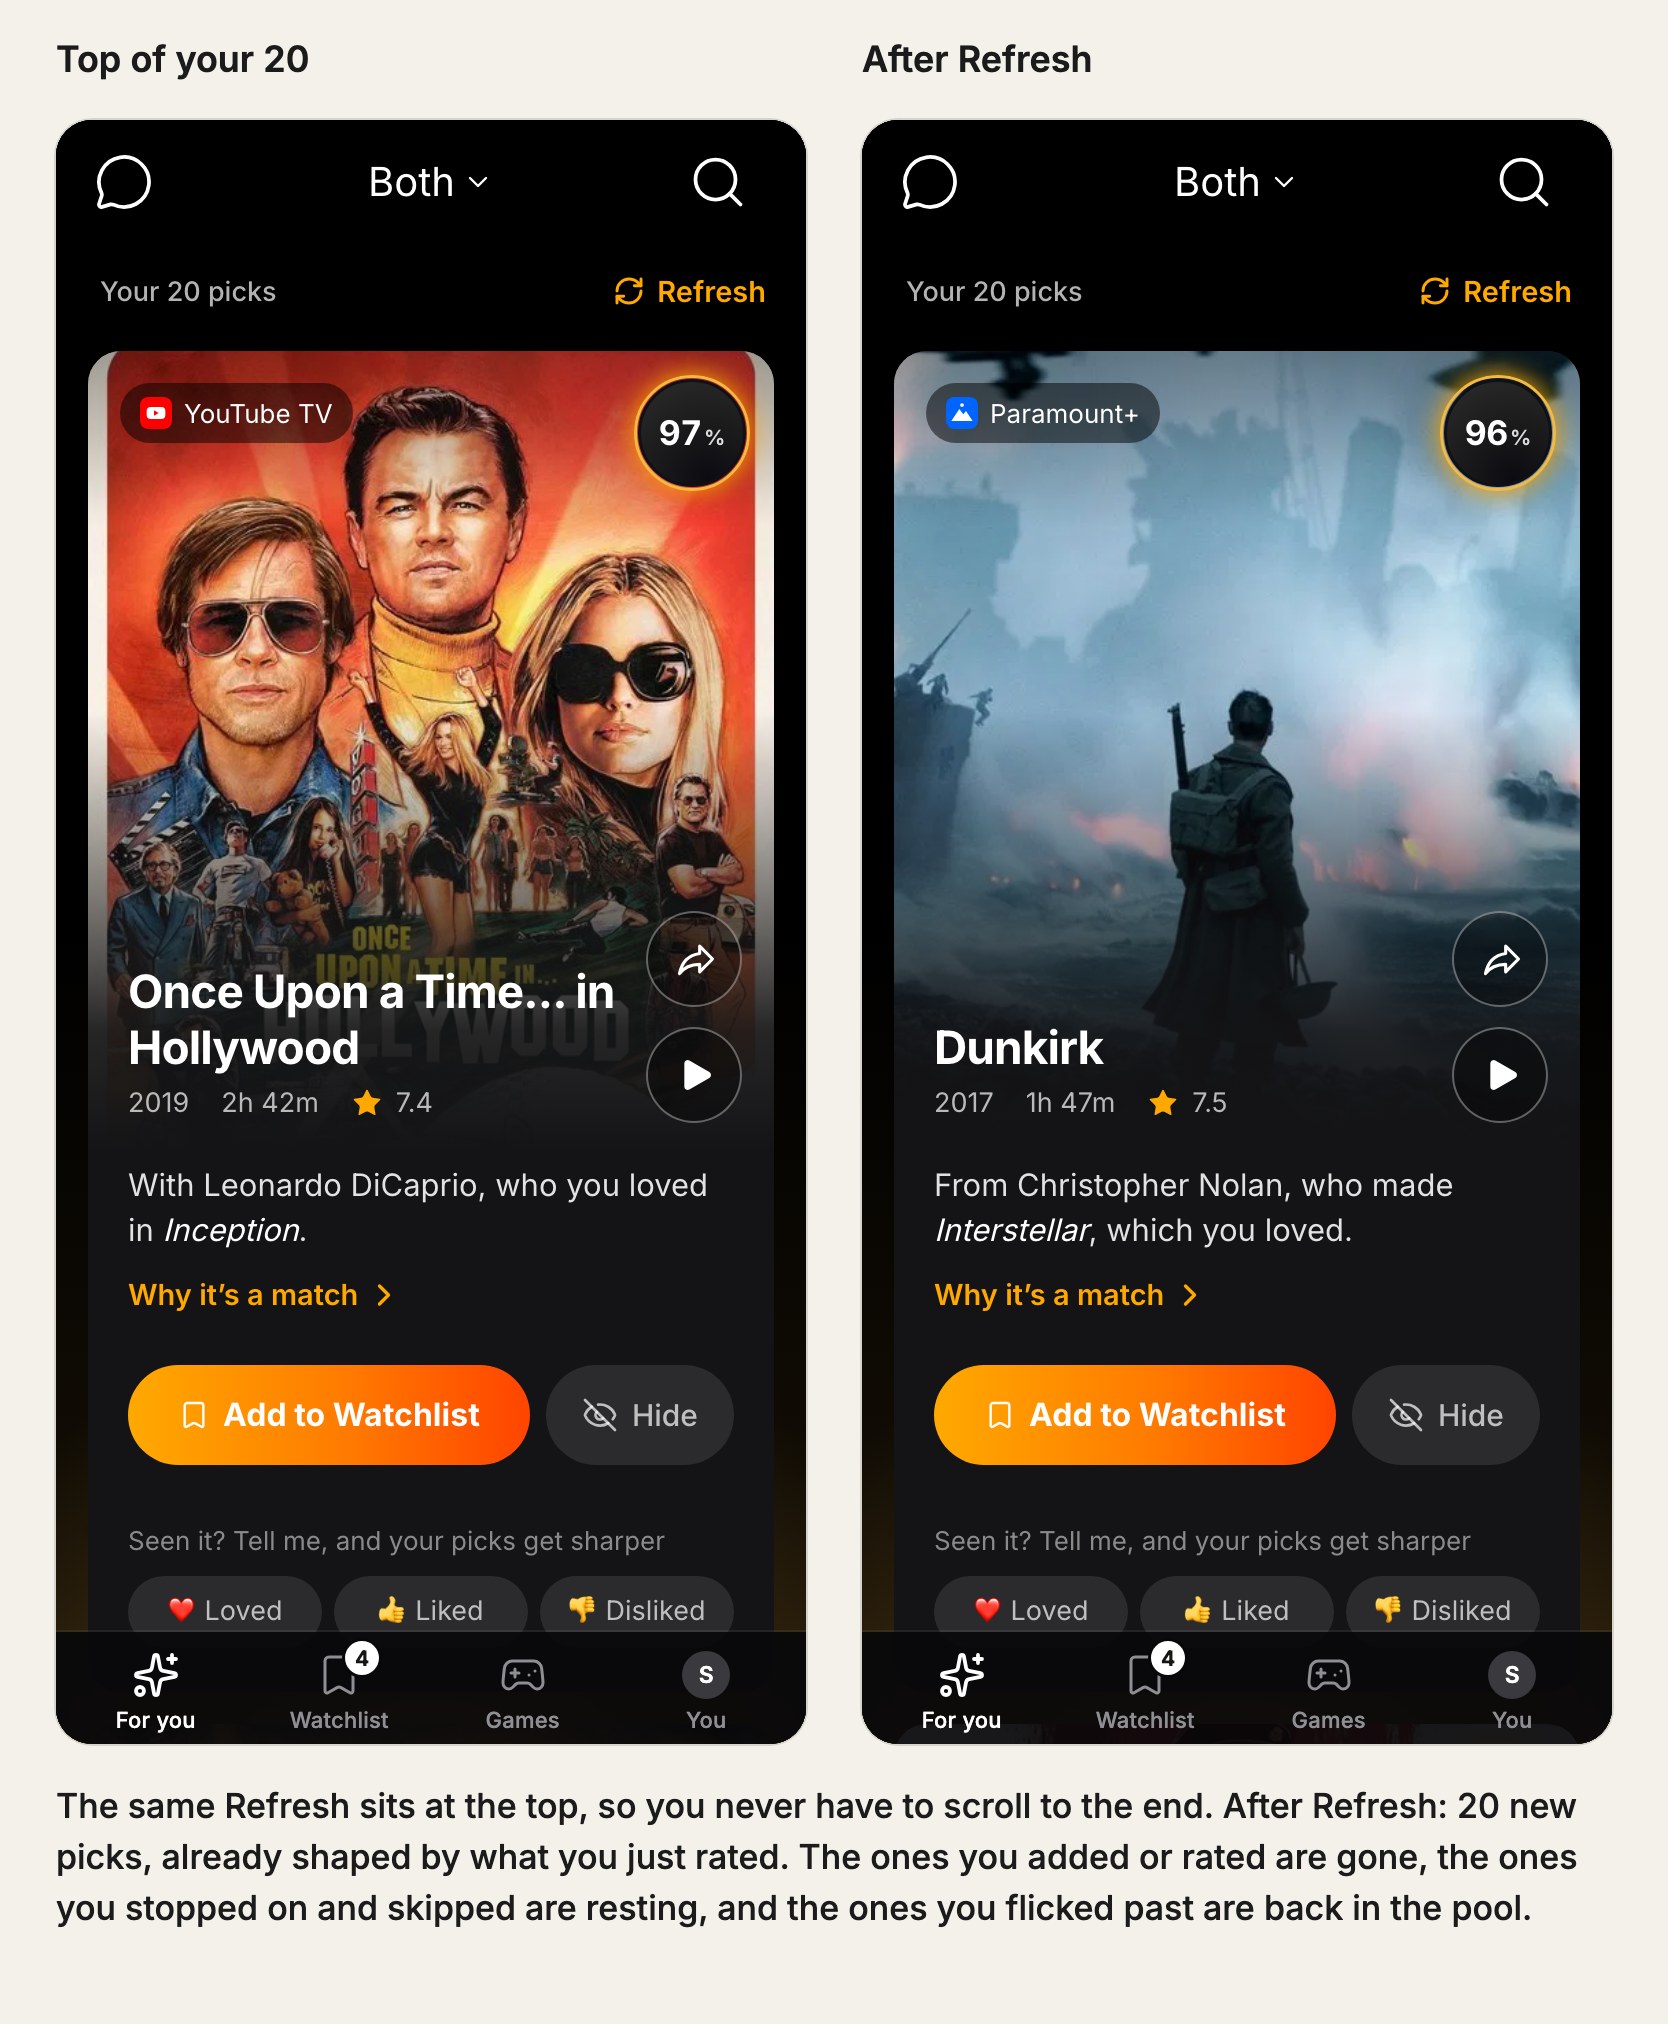 Top of your 20
After Refresh
Both
Your 20 picks
Refresh
YouTube TV
97%
ONCE
UPON A TIME IN...
HOLLYWOOD
Once Upon a Time... in
Hollywood
2019 2h 42m 7.4
With Leonardo DiCaprio, who you loved
in Inception.
Why it's a match
Add to Watchlist
Hide
Seen it? Tell me, and your picks get sharper
❤️ Loved
👍 Liked
👎 Disliked
4
S
For you
Watchlist
Games
You
Both
Your 20 picks
Refresh
Paramount+
96%
Dunkirk
2017 1h 47m 7.5
From Christopher Nolan, who made
Interstellar, which you loved.
Why it's a match
Add to Watchlist
Hide
Seen it? Tell me, and your picks get sharper
❤️ Loved
👍 Liked
👎 Disliked
4
S
For you
Watchlist
Games
You
The same Refresh sits at the top, so you never have to scroll to the end. After Refresh: 20 new
picks, already shaped by what you just rated. The ones you added or rated are gone, the ones
you stopped on and skipped are resting, and the ones you flicked past are back in the pool.